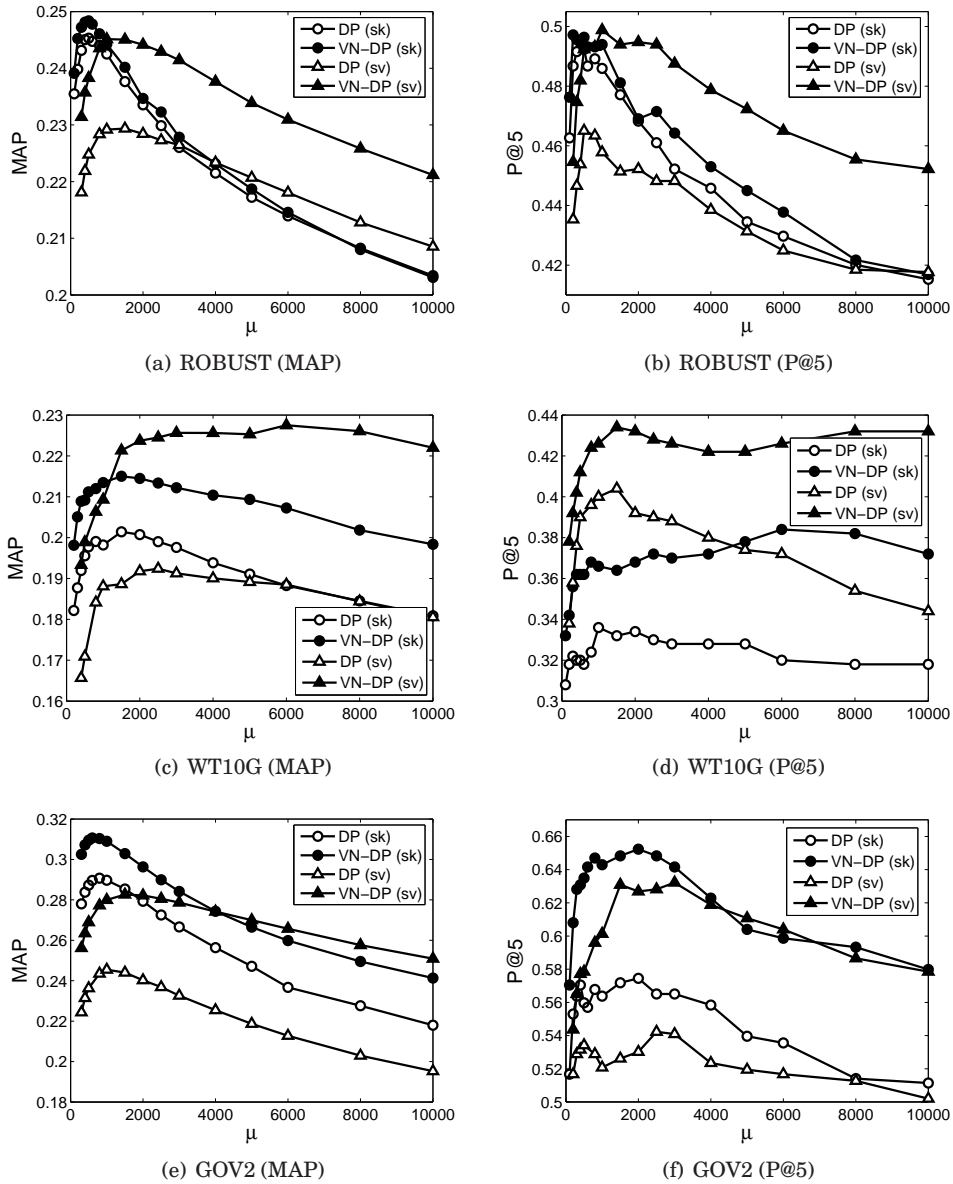 0.25
0.24
0.23
0.22
0.21
0.2
0 2000 4000 6000 8000 10000
MAP
μ
DP (sk)
VN−DP (sk)
DP (sv)
VN−DP (sv)
(a) ROBUST (MAP)
0.5
0.48
0.46
0.44
0.42
0 2000 4000 6000 8000 10000
P@5
μ
DP (sk)
VN−DP (sk)
DP (sv)
VN−DP (sv)
(b) ROBUST (P@5)
0.23
0.22
0.21
0.2
0.19
0.18
0.17
0.16
0 2000 4000 6000 8000 10000
MAP
μ
DP (sk)
VN−DP (sk)
DP (sv)
VN−DP (sv)
(c) WT10G (MAP)
0.44
0.42
0.4
0.38
0.36
0.34
0.32
0.3
0 2000 4000 6000 8000 10000
P@5
μ
DP (sk)
VN−DP (sk)
DP (sv)
VN−DP (sv)
(d) WT10G (P@5)
0.32
0.3
0.28
0.26
0.24
0.22
0.2
0.18
0 2000 4000 6000 8000 10000
MAP
μ
DP (sk)
VN−DP (sk)
DP (sv)
VN−DP (sv)
(e) GOV2 (MAP)
0.66
0.64
0.62
0.6
0.58
0.56
0.54
0.52
0.5
0 2000 4000 6000 8000 10000
P@5
μ
DP (sk)
VN−DP (sk)
DP (sv)
VN−DP (sv)
(f) GOV2 (P@5)